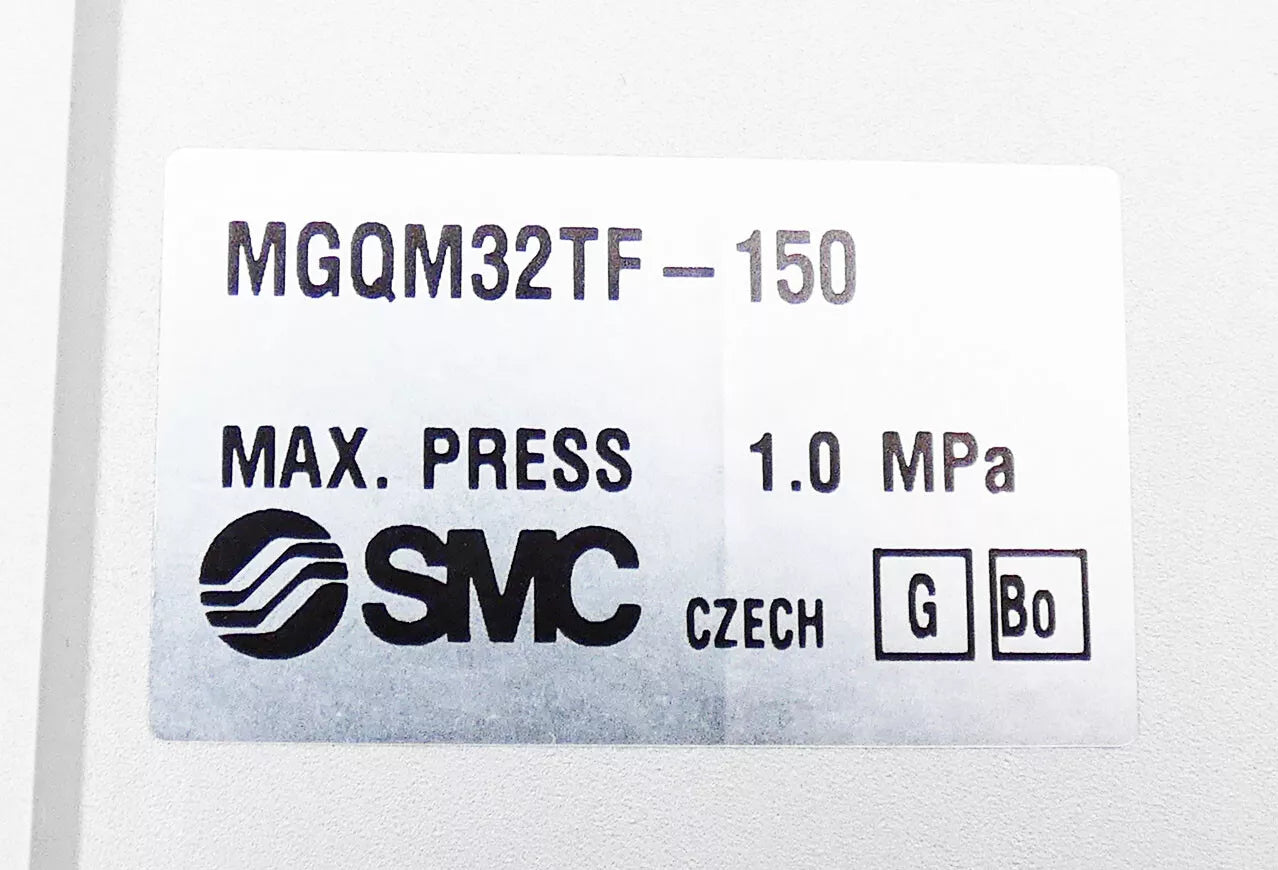 MGQM32TF-150
MAX. PRESS 1.0 MPa
SMC CZECH G Bo